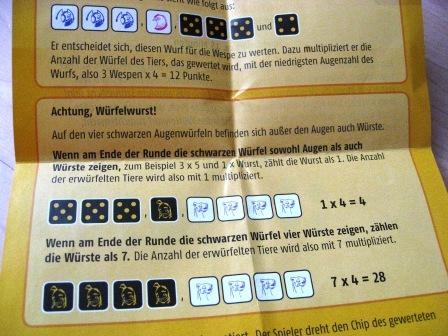 wie folgt aus:
und
Er entscheidet sich, diesen Wurf für die Wespe zu werten. Dazu multipliziert er die
Anzahl der Würfel des Tiers, das gewertet wird, mit der niedrigsten Augenzahl des
Wurfs, also 3 Wespen x 4 = 12 Punkte.
Achtung, Würfelwurst!
Auf den vier schwarzen Augenwürfeln befinden sich außer den Augen auch Würste.
Wenn am Ende der Runde die schwarzen Würfel sowohl Augen als auch
Würste zeigen, zum Beispiel 3 x 5 und 1 x Wurst, zählt die Wurst als 1. Die Anzahl
der erwürfelten Tiere wird also mit 1 multipliziert.
1 x 4 = 4
Wenn am Ende der Runde die schwarzen Würfel vier Würste zeigen, zählen
die Würste als 7. Die Anzahl der erwürfelten Tiere wird also mit 7 multipliziert.
7 x 4 = 28
Der Spieler dreht den Chip des gewerteten